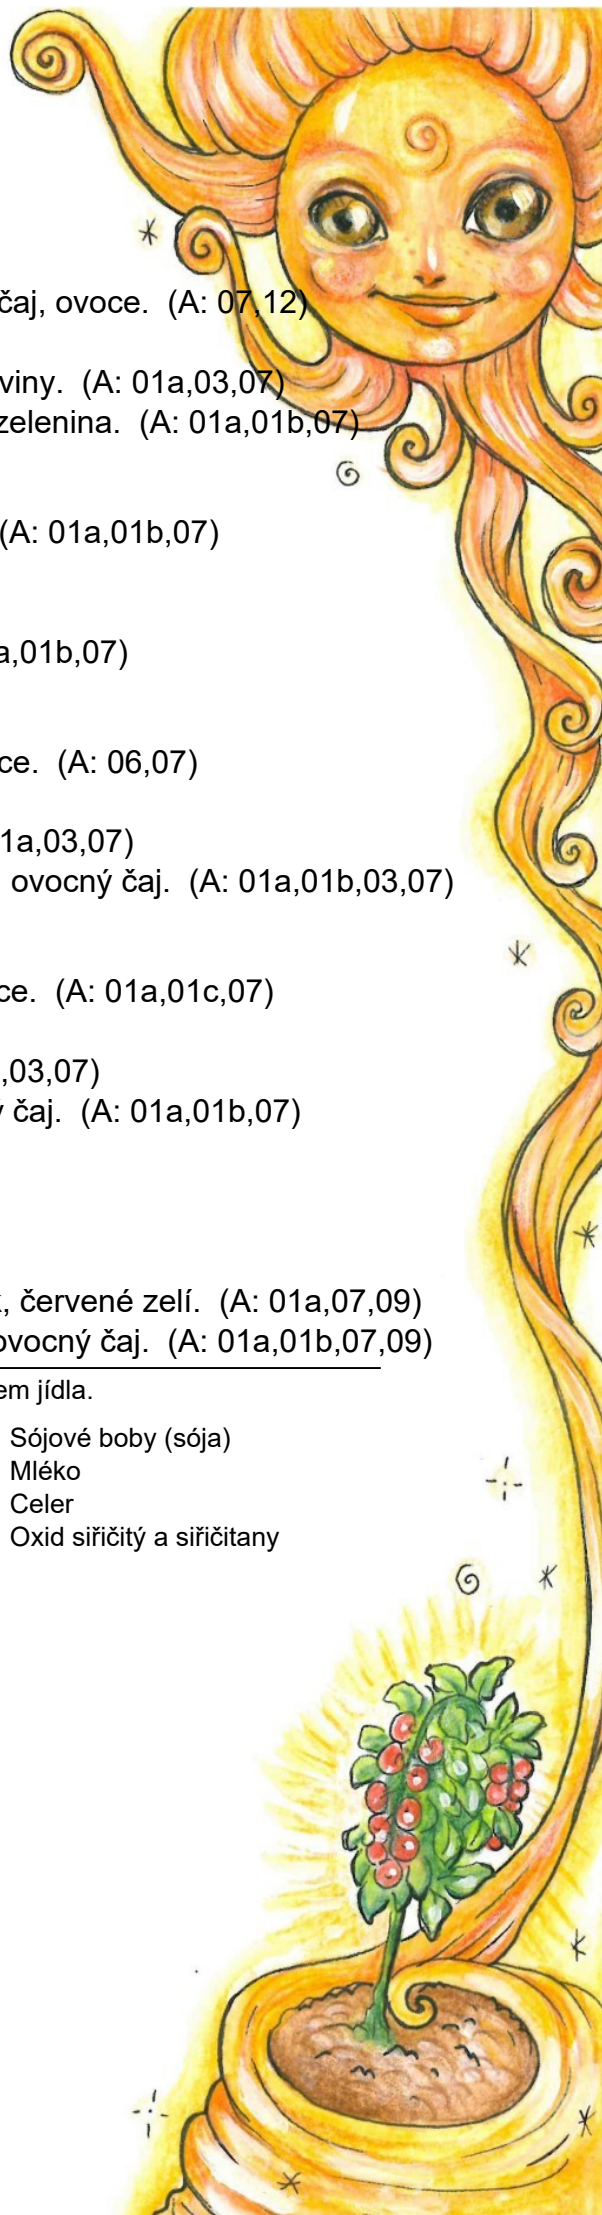 čaj, ovoce. (A: 07,12)
viny. (A: 01a,03,07)
zelenina. (A: 01a,01b,07)
(A: 01a,01b,07)
a,01b,07)
ce. (A: 06,07)
1a,03,07)
ovocný čaj. (A: 01a,01b,03,07)
ce. (A: 01a,01c,07)
,03,07)
ý čaj. (A: 01a,01b,07)
, červené zelí. (A: 01a,07,09)
ovocný čaj. (A: 01a,01b,07,09)
em jídla.
Sójové boby (sója)
Mléko
Celer
Oxid siřičitý a siřičitany